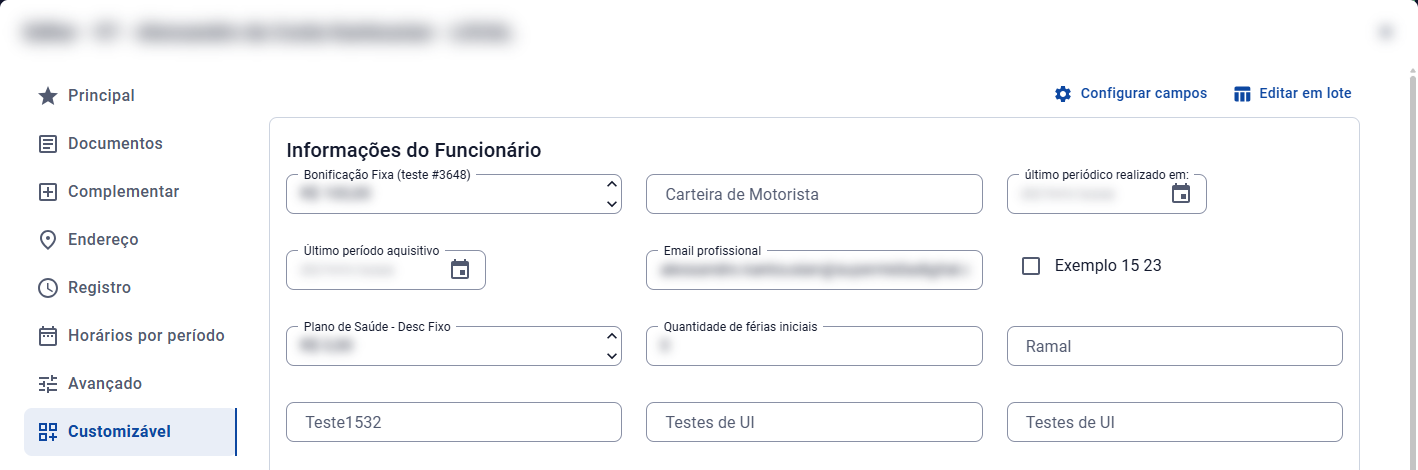 Principal
Documentos
Complementar
Endereço
Registro
Horários por período
Avançado
Customizável
Configurar campos
Editar em lote
Informações do Funcionário
Bonificação Fixa (teste #3648)
Carteira de Motorista
último periódico realizado em:
Último período aquisitivo
Email profissional
Exemplo 15 23
Plano de Saúde - Desc Fixo
Quantidade de férias iniciais
Ramal
Teste1532
Testes de UI
Testes de UI